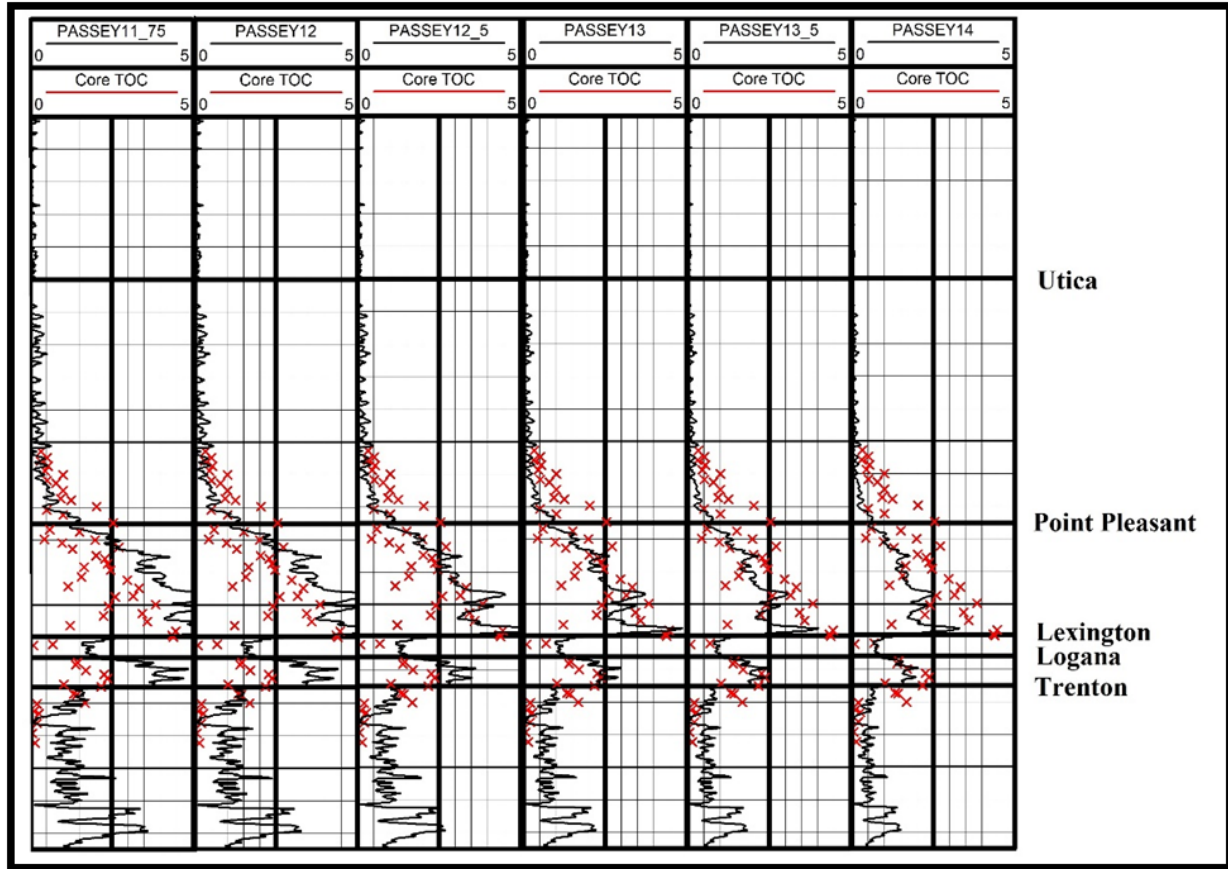 PASSEY11_75 PASSEY12 PASSEY12_5 PASSEY13 PASSEY13_5 PASSEY14
0 5 0 5 0 5 0 5 0 5 0 5
Core TOC Core TOC Core TOC Core TOC Core TOC Core TOC
0 5 0 5 0 5 0 5 0 5 0 5
Utica
Point Pleasant
Lexington
Logana
Trenton